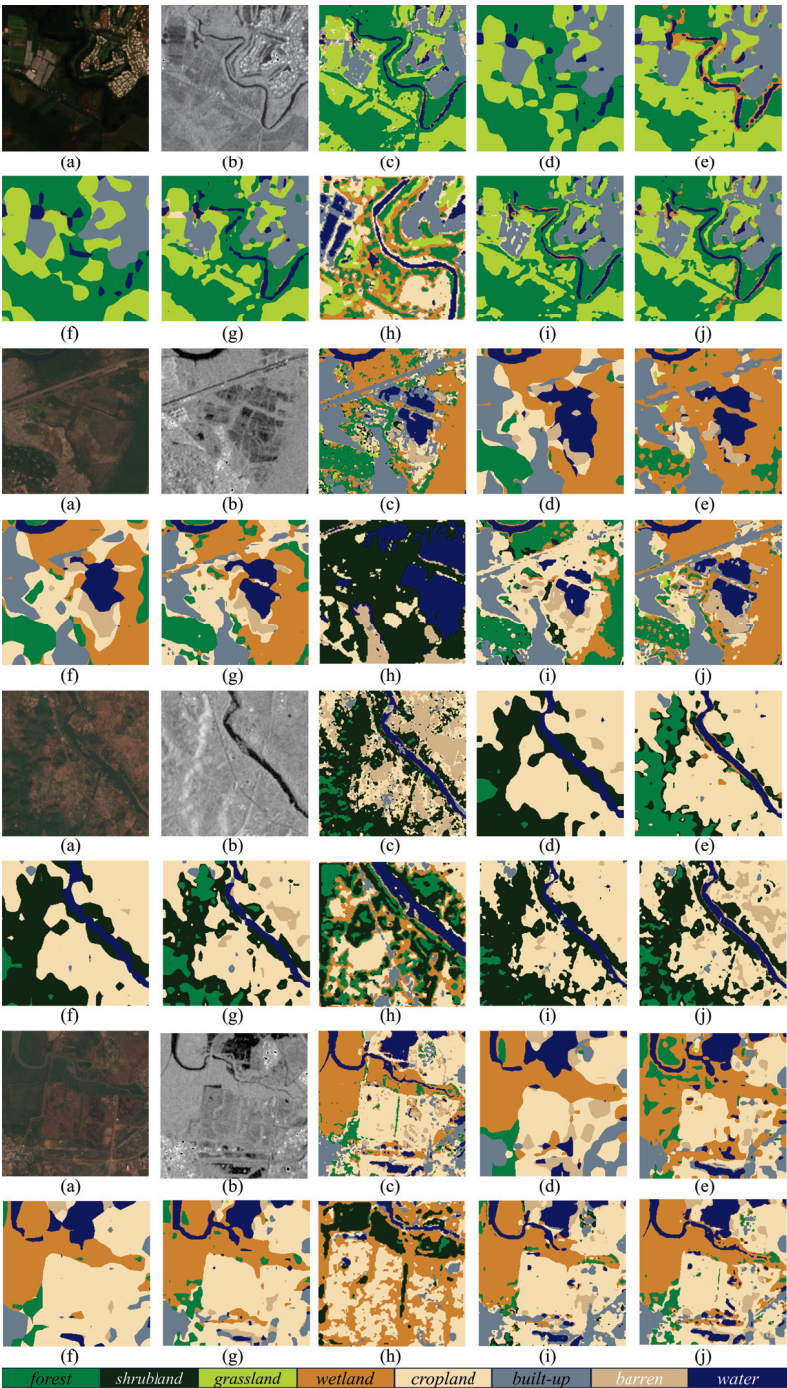 (a) (b) (c) (d) (e)
(f) (g) (h) (i) (j)
(a) (b) (c) (d) (e)
(f) (g) (h) (i) (j)
(a) (b) (c) (d) (e)
(f) (g) (h) (i) (j)
(a) (b) (c) (d) (e)
(f) (g) (h) (i) (j)
forest shrubland grassland wetland cropland built-up barren water